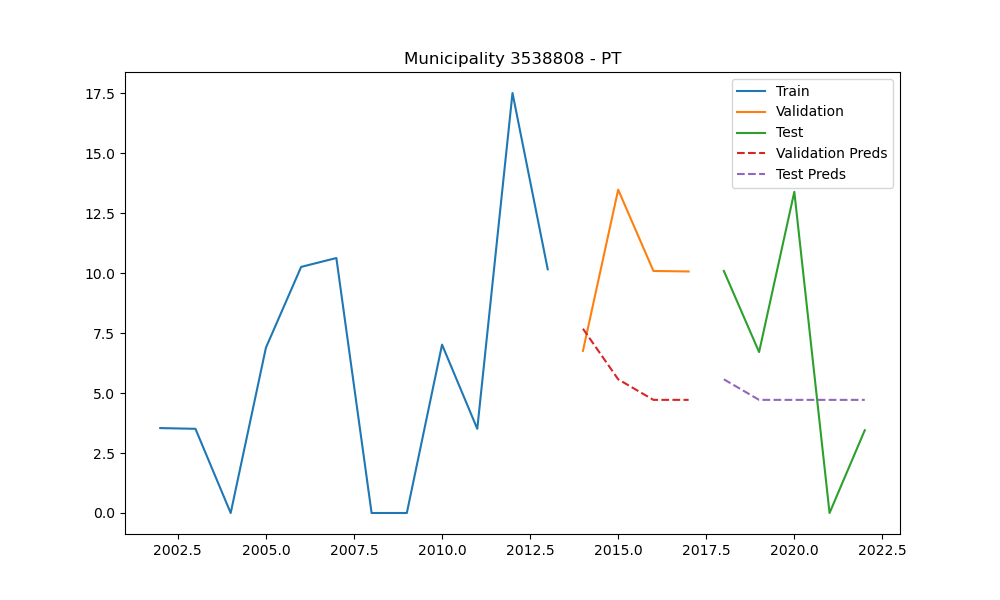 Municipality 3538808 - PT
17.5
15.0
12.5
10.0
7.5
5.0
2.5
0.0
2002.5 2005.0 2007.5 2010.0 2012.5 2015.0 2017.5 2020.0 2022.5
Train
Validation
Test
Validation Preds
Test Preds